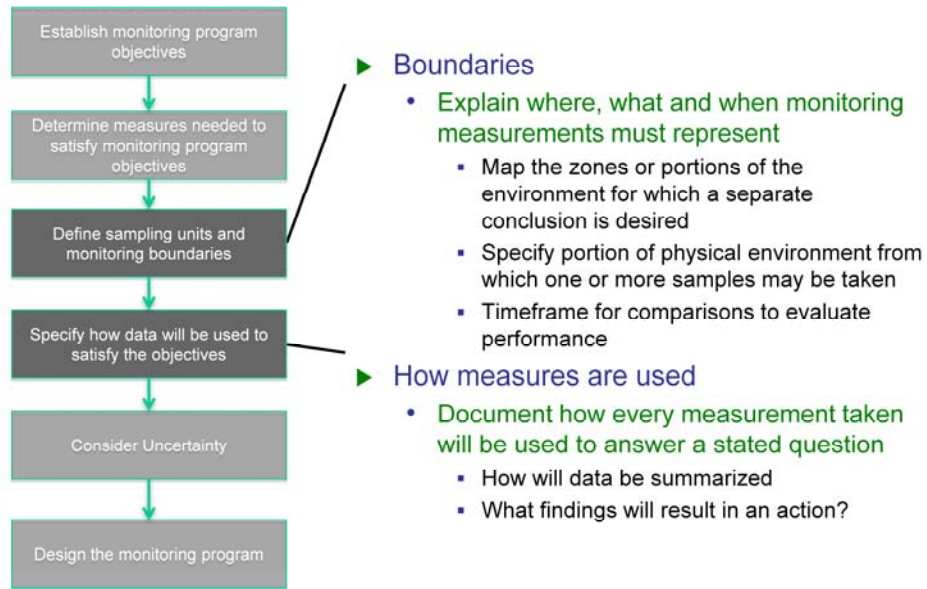 Establish monitoring program
objectives
Determine measures needed to
satisfy monitoring program
objectives
Define sampling units and
monitoring boundaries
Specify how data will be used to
satisfy the objectives
Consider Uncertainty
Design the monitoring program
Boundaries
• Explain where, what and when monitoring
measurements must represent
▪ Map the zones or portions of the
environment for which a separate
conclusion is desired
▪ Specify portion of physical environment from
which one or more samples may be taken
▪ Timeframe for comparisons to evaluate
performance
How measures are used
• Document how every measurement taken
will be used to answer a stated question
▪ How will data be summarized
▪ What findings will result in an action?